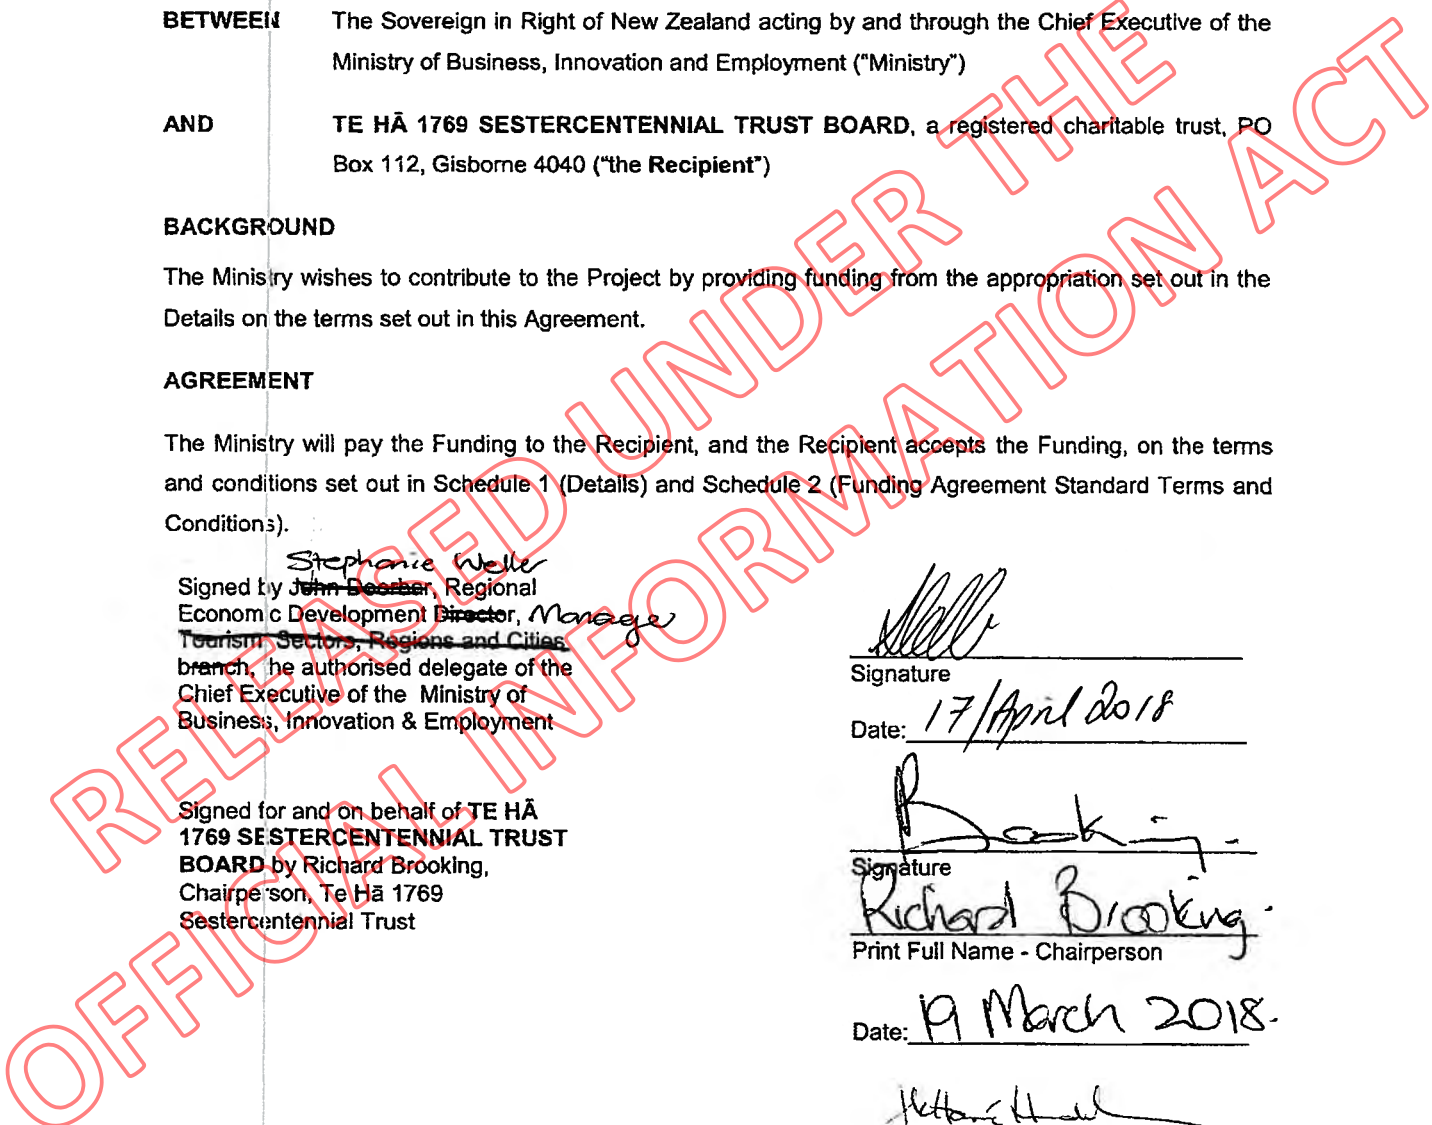 BETWEEN The Sovereign in Right of New Zealand acting by and through the Chief Executive of the
Ministry of Business, Innovation and Employment ("Ministry")
AND TE HĀ 1769 SESTERCENTENNIAL TRUST BOARD, a registered charitable trust, PO
Box 112, Gisborne 4040 ("the Recipient")
BACKGROUND
The Ministry wishes to contribute to the Project by providing funding from the appropriation set out in the
Details on the terms set out in this Agreement.
AGREEMENT
The Ministry will pay the Funding to the Recipient, and the Recipient accepts the Funding, on the terms
and conditions set out in Schedule 1 (Details) and Schedule 2 (Funding Agreement Standard Terms and
Conditions).
Stephanie Weller
Signed by John Doorbar, Regional
Economic Development Director, Manager
Tourism, Sectors, Regions and Cities
branch, the authorised delegate of the
Chief Executive of the Ministry of
Business, Innovation & Employment
Signature
Date: 17/April 2018
Signed for and on behalf of TE HĀ
1769 SESTERCENTENNIAL TRUST
BOARD by Richard Brooking,
Chairperson, Te Hā 1769
Sestercentennial Trust
Brooking
Signature
Richard Brooking.
Print Full Name - Chairperson
Date: 19 March 2018.
RELEASED UNDER THE
OFFICIAL INFORMATION ACT